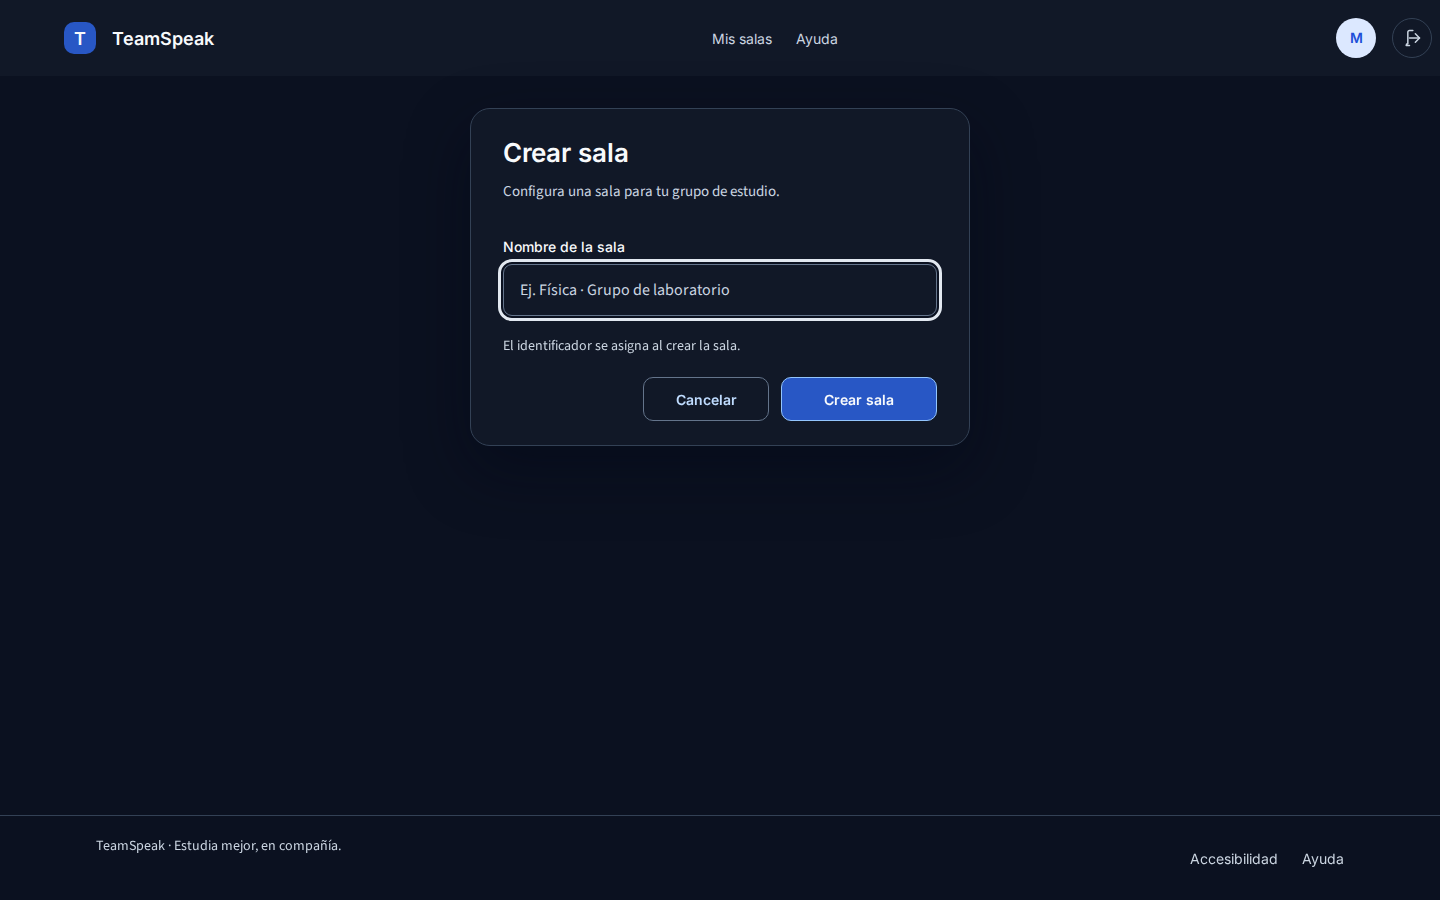 T TeamSpeak
Mis salas Ayuda
M
Crear sala
Configura una sala para tu grupo de estudio.
Nombre de la sala
Ej. Física · Grupo de laboratorio
El identificador se asigna al crear la sala.
Cancelar Crear sala
TeamSpeak · Estudia mejor, en compañía.
Accesibilidad Ayuda